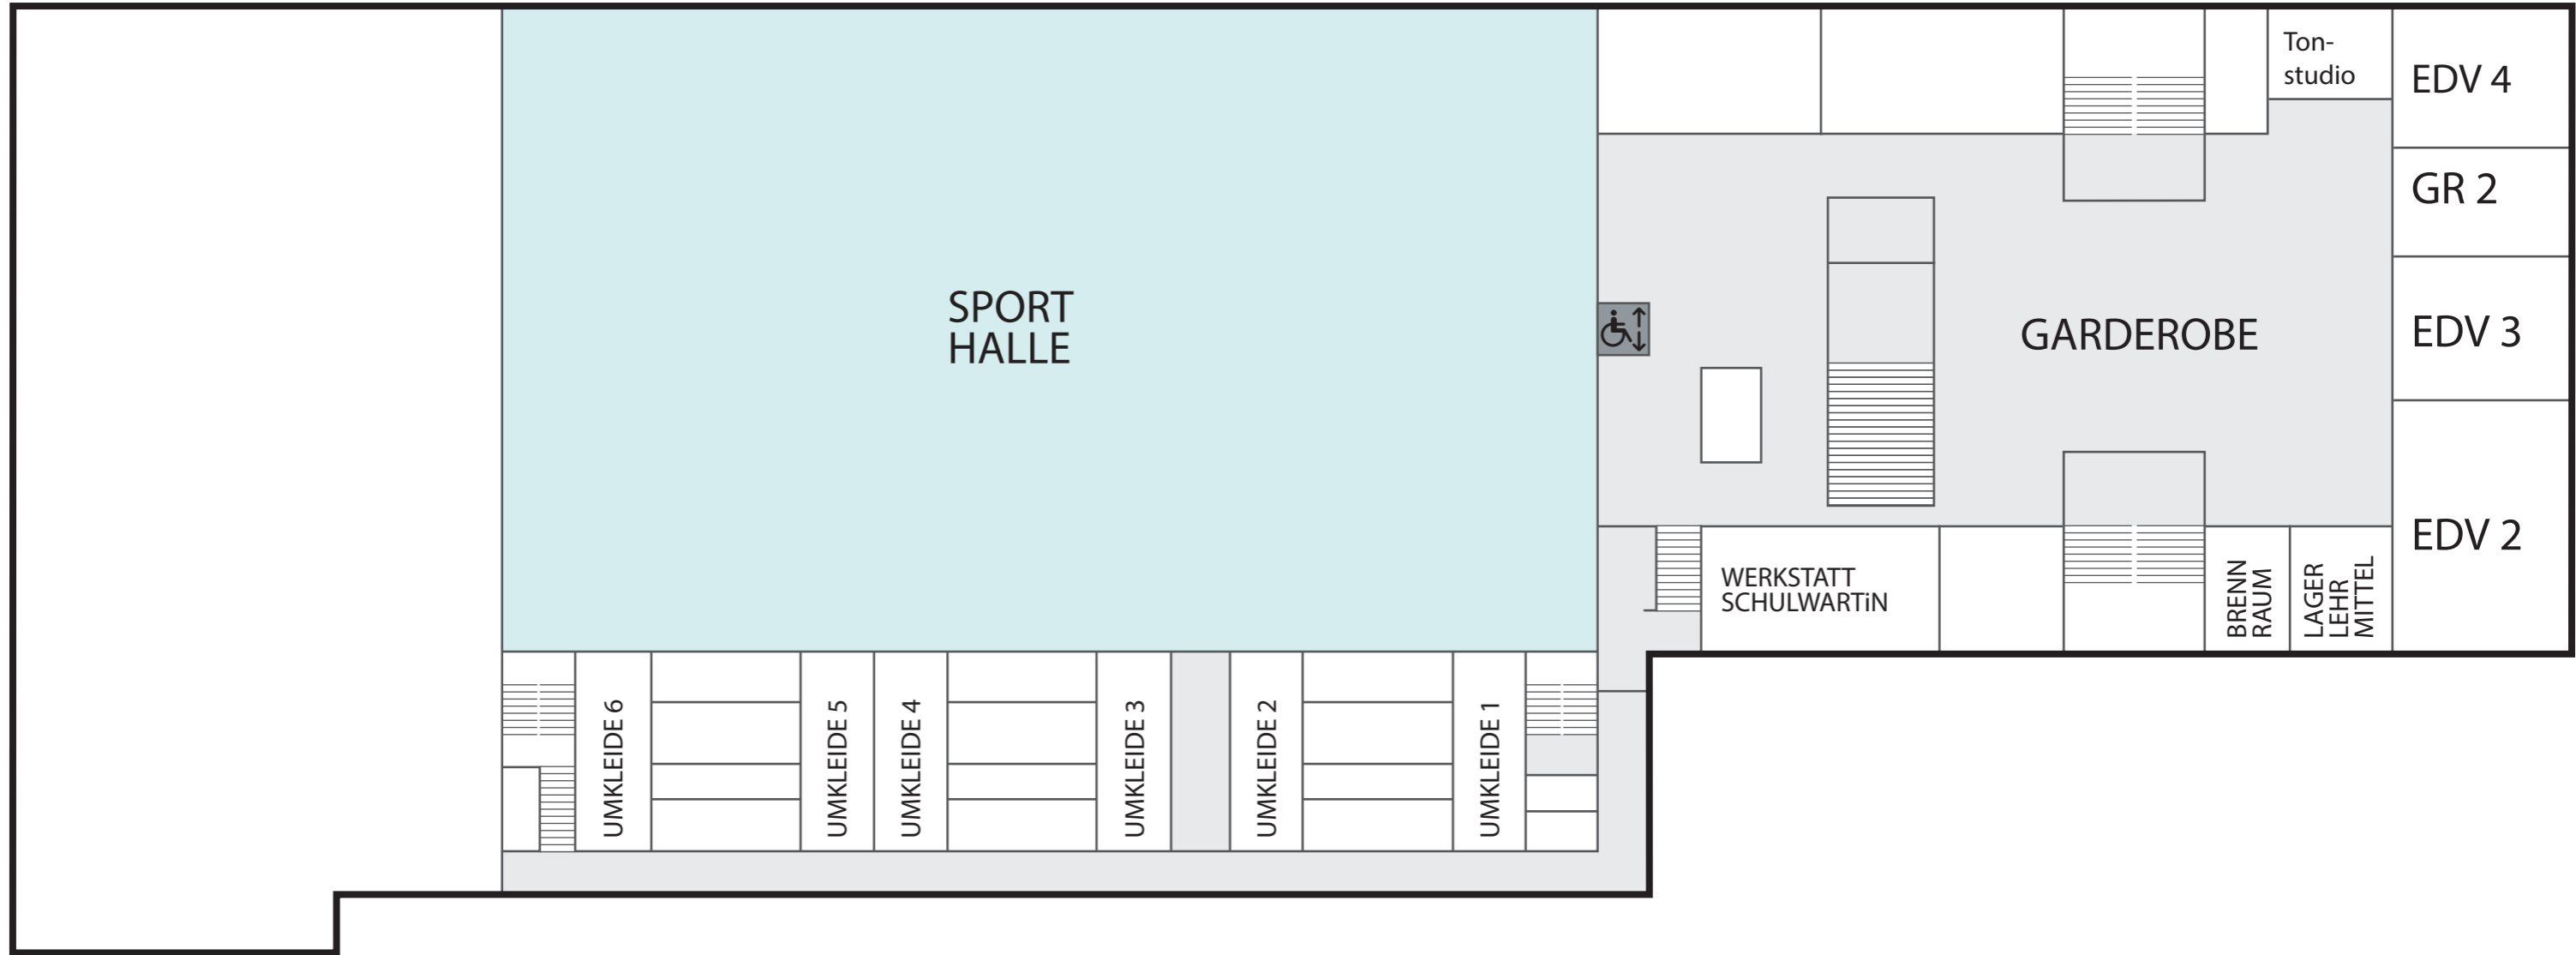 Ton-
studio
EDV 4
GR 2
SPORT
HALLE
GARDEROBE
EDV 3
EDV 2
WERKSTATT
SCHULWARTiN
BRENN
RAUM
LAGER
LEHR
MITTEL
UMKLEIDE 6
UMKLEIDE 5
UMKLEIDE 4
UMKLEIDE 3
UMKLEIDE 2
UMKLEIDE 1